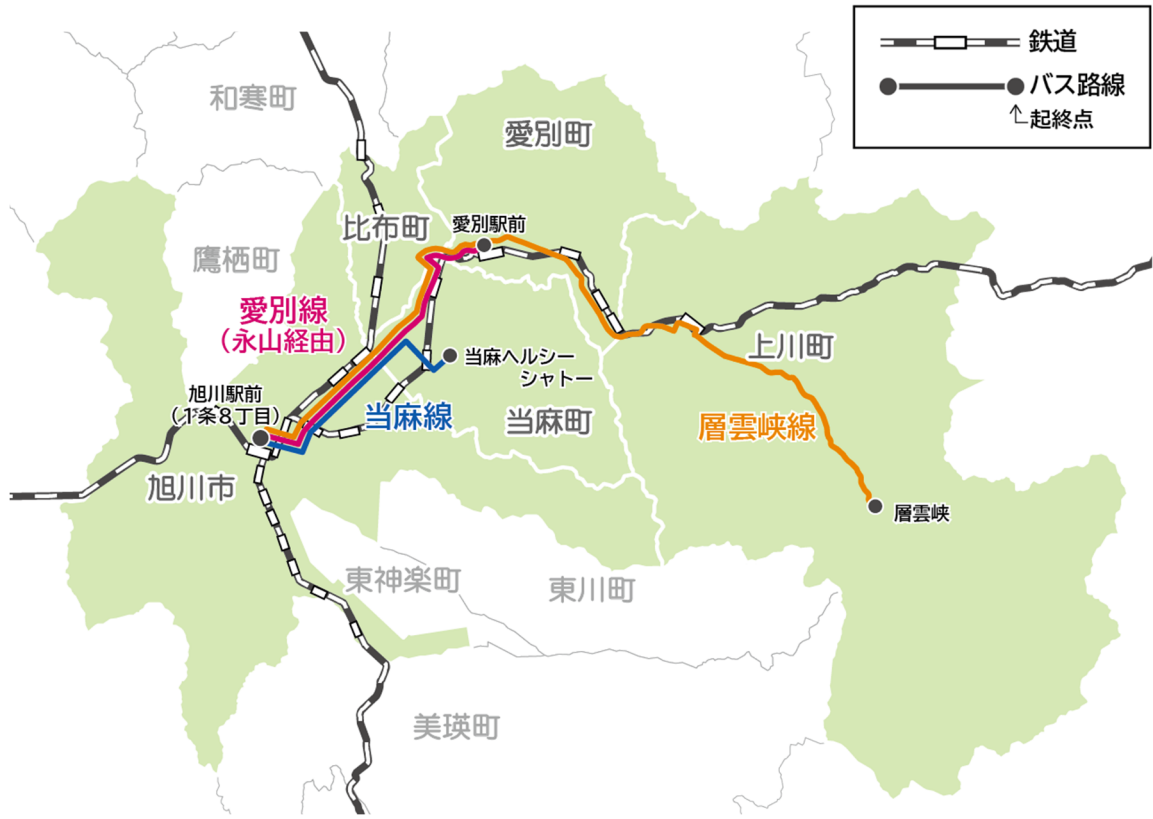 鉄道
バス路線
起終点
和寒町
愛別町
比布町
愛別駅前
鷹栖町
愛別線
（永山経由）
上川町
当麻ヘルシー
シャトー
旭川駅前
（1条8丁目）
当麻線
当麻町
層雲峡線
旭川市
層雲峡
東神楽町
東川町
美瑛町